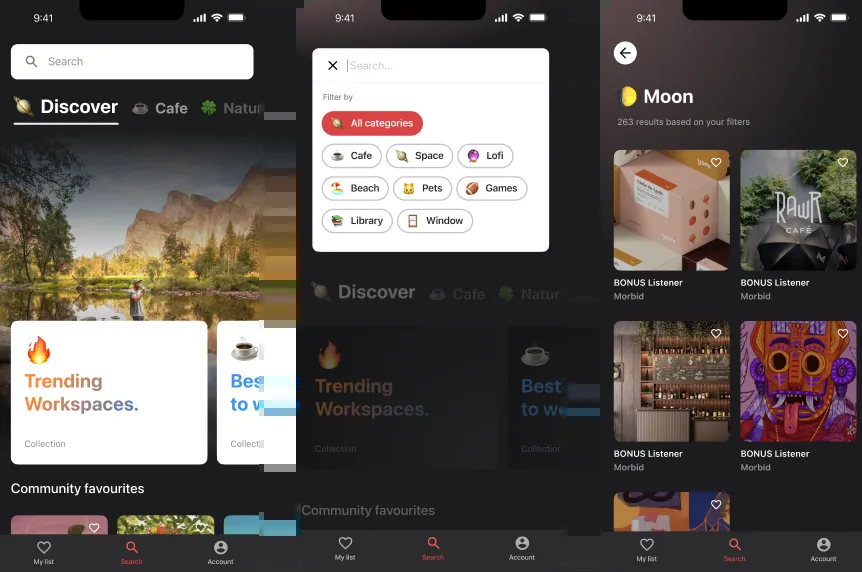 9:41
Search
Discover
Cafe
Natur
Trending
Workspaces.
Collection
Bes
to w
Collect
Community favourites
My list
Search
Account
9:41
Search...
Filter by
All categories
Cafe
Space
Lofi
Beach
Pets
Games
Library
Window
Discover
Cafe
Natur
Trending
Workspaces.
Collection
Best
to we
Collection
Community favourites
My list
Search
Account
9:41
Moon
263 results based on your filters
RAWR
CAFÉ
BONUS Listener
Morbid
BONUS Listener
Morbid
BONUS Listener
Morbid
BONUS Listener
Morbid
My list
Search
Account